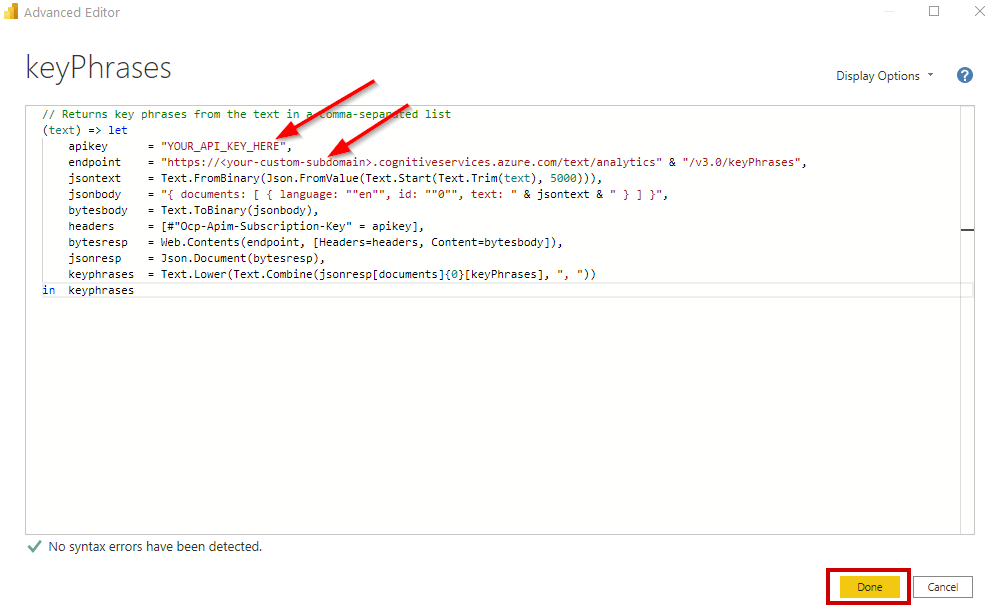 Advanced Editor
keyPhrases
Display Options
?
// Returns key phrases from the text in a comma-separated list
(text) => let
    apikey      = "YOUR_API_KEY_HERE",
    endpoint    = "https://<your-custom-subdomain>.cognitiveservices.azure.com/text/analytics" & "/v3.0/keyPhrases",
    jsontext    = Text.FromBinary(Json.FromValue(Text.Start(Text.Trim(text), 5000))),
    jsonbody    = "{ documents: [ { language: ""en"", id: ""0"", text: " & jsontext & " } ] }",
    bytesbody   = Text.ToBinary(jsonbody),
    headers     = [#"Ocp-Apim-Subscription-Key" = apikey],
    bytesresp   = Web.Contents(endpoint, [Headers=headers, Content=bytesbody]),
    jsonresp    = Json.Document(bytesresp),
    keyphrases  = Text.Lower(Text.Combine(jsonresp[documents]{0}[keyPhrases], ", "))
in  keyphrases
No syntax errors have been detected.
Done
Cancel